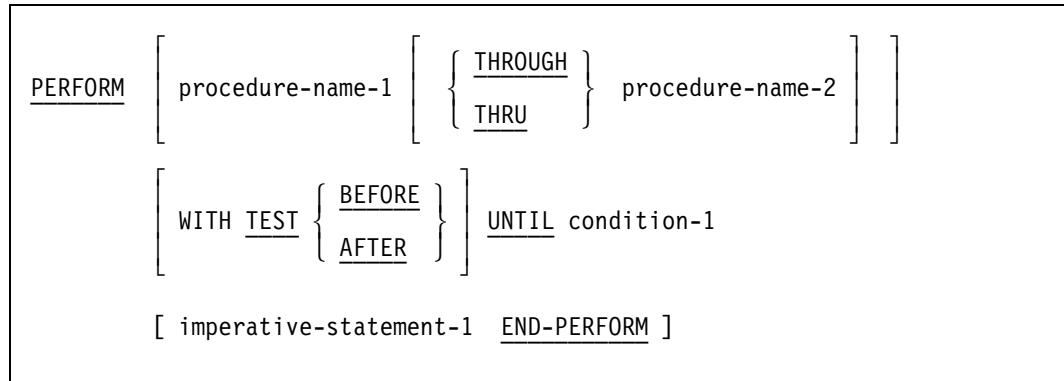 THROUGH
PERFORM procedure-name-1 procedure-name-2
THRU
BEFORE
WITH TEST UNTIL condition-1
AFTER
[ imperative-statement-1 END-PERFORM ]